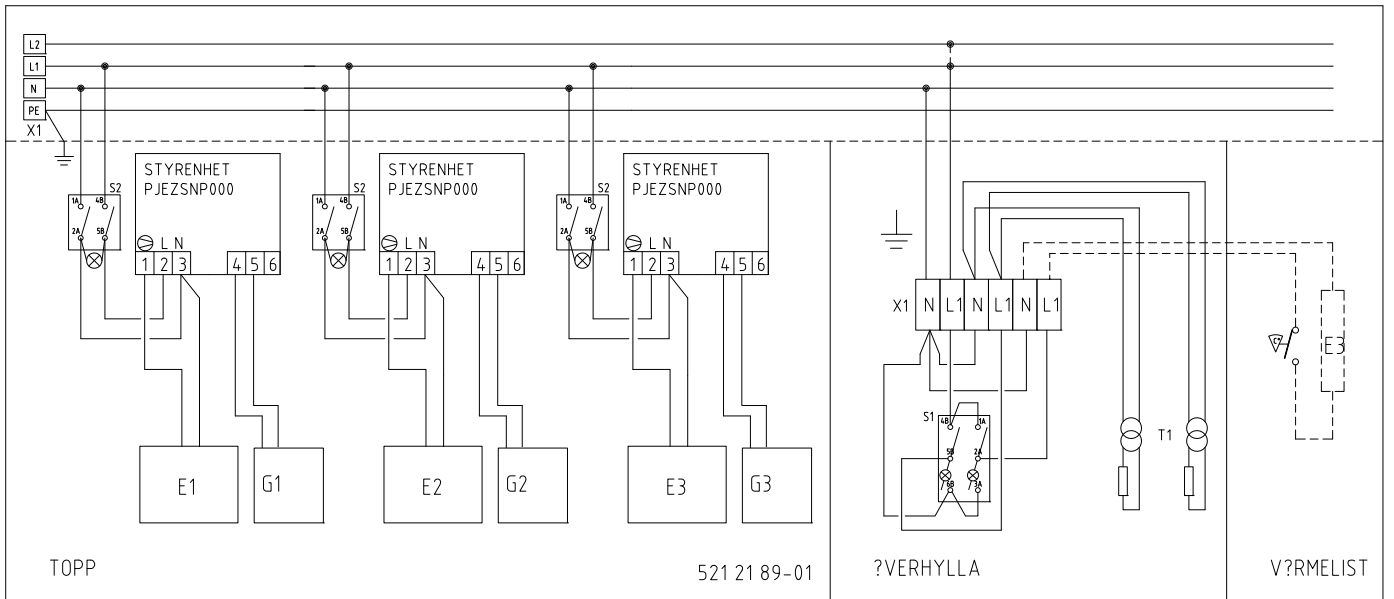 L2
L1
N
PE
X1
STYRENHET
PJEZSNP000
STYRENHET
PJEZSNP000
STYRENHET
PJEZSNP000
S2
1A 4B
2A 5B
L N
1 2 3 4 5 6
S2
1A 4B
2A 5B
L N
1 2 3 4 5 6
S2
1A 4B
2A 5B
L N
1 2 3 4 5 6
E1
G1
E2
G2
E3
G3
X1 N L1 N L1 N L1
S1
4B 1A
5B 2A
6B 3A
T1
C°
E3
TOPP
521 21 89-01
?VERHYLLA
V?RMELIST